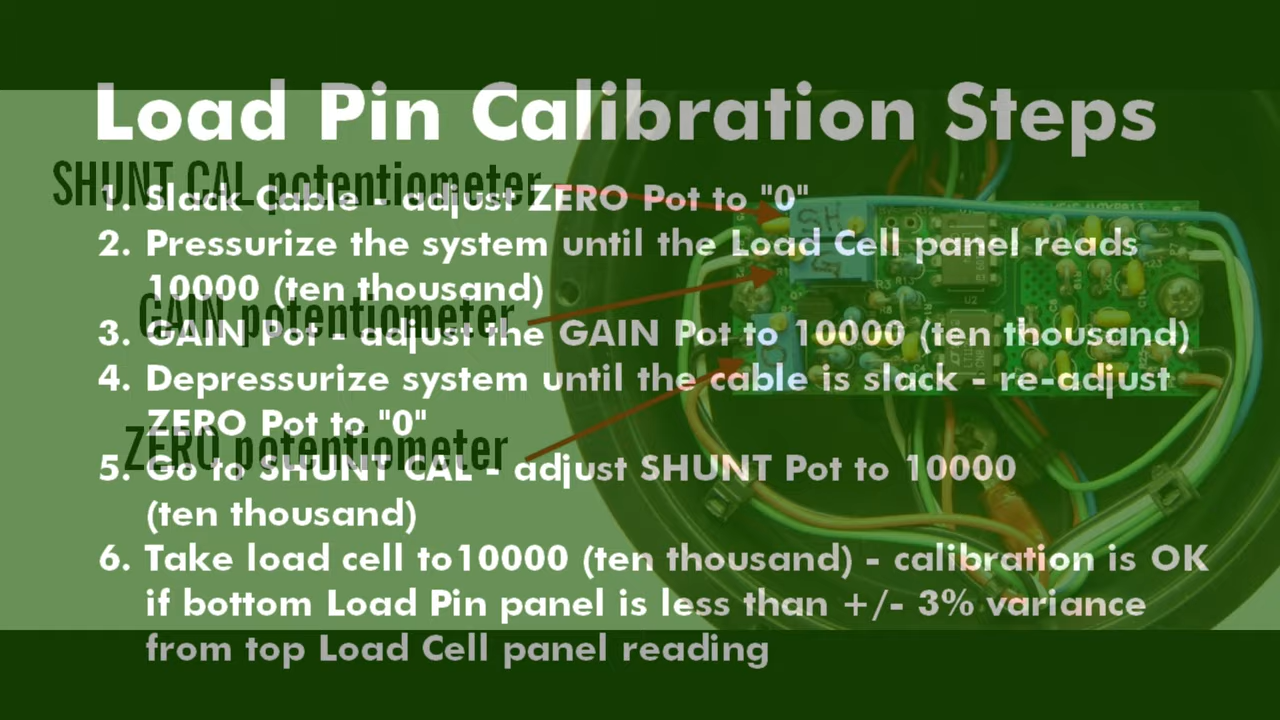 Load Pin Calibration Steps
SHUNT CAL potentiometer
1. Slack Cable - adjust ZERO Pot to "0"
2. Pressurize the system until the Load Cell panel reads
10000 (ten thousand)
GAIN potentiometer
3. GAIN Pot - adjust the GAIN Pot to 10000 (ten thousand)
4. Depressurize system until the cable is slack - re-adjust
ZERO Pot to "0"
ZERO potentiometer
5. Go to SHUNT CAL - adjust SHUNT Pot to 10000
(ten thousand)
6. Take load cell to10000 (ten thousand) - calibration is OK
if bottom Load Pin panel is less than +/- 3% variance
from top Load Cell panel reading